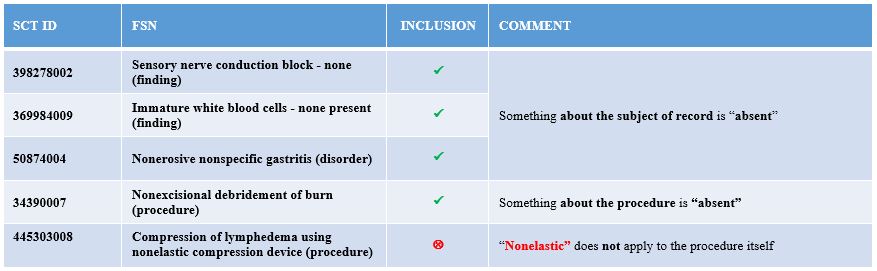 SCT ID FSN INCLUSION COMMENT
398278002 Sensory nerve conduction block - none
(finding) ✓
369984009 Immature white blood cells - none present
(finding) ✓ Something about the subject of record is “absent”
50874004 Nonerosive nonspecific gastritis (disorder) ✓
34390007 Nonexcisional debridement of burn
(procedure) ✓ Something about the procedure is “absent”
445303008 Compression of lymphedema using
nonelastic compression device (procedure) ⊗ “Nonelastic” does not apply to the procedure itself